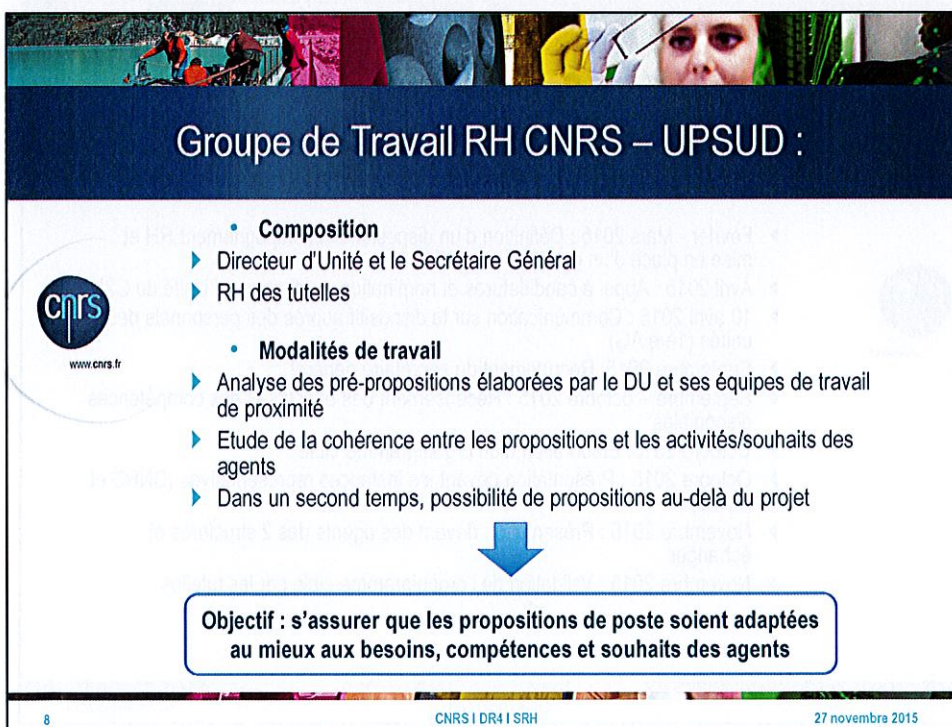 Groupe de Travail RH CNRS – UPSUD :
cnrs
www.cnrs.fr
• Composition
Directeur d'Unité et le Secrétaire Général
RH des tutelles
• Modalités de travail
Analyse des pré-propositions élaborées par le DU et ses équipes de travail
de proximité
Etude de la cohérence entre les propositions et les activités/souhaits des
agents
Dans un second temps, possibilité de propositions au-delà du projet
Objectif : s'assurer que les propositions de poste soient adaptées
au mieux aux besoins, compétences et souhaits des agents
8 CNRS I DR4 I SRH 27 novembre 2015